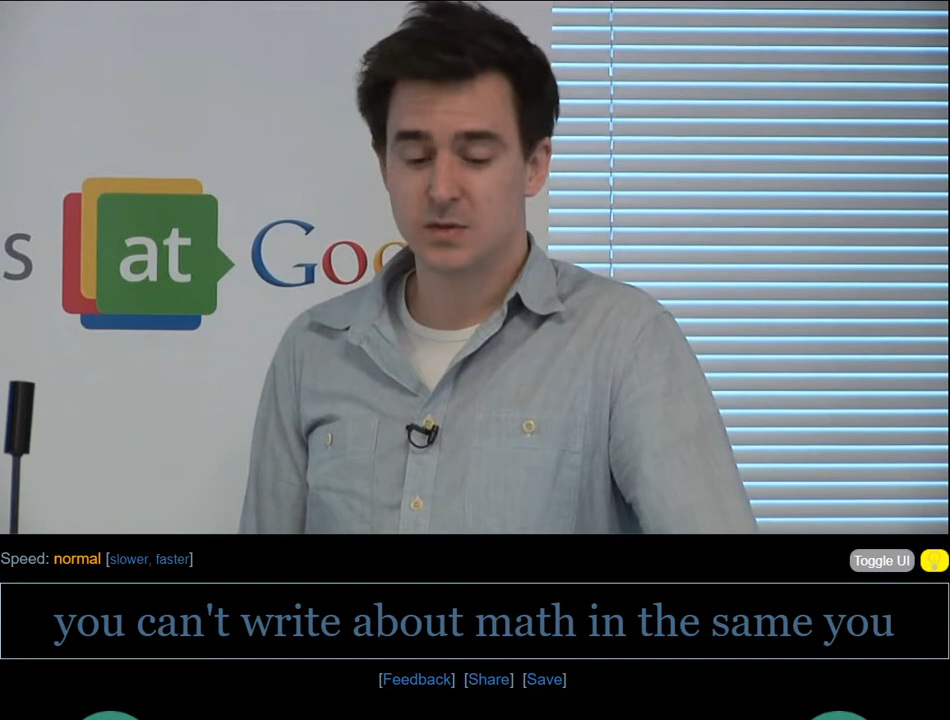 s at Goo
Speed: normal [slower, faster]
Toggle UI
you can't write about math in the same you
[Feedback] [Share] [Save]